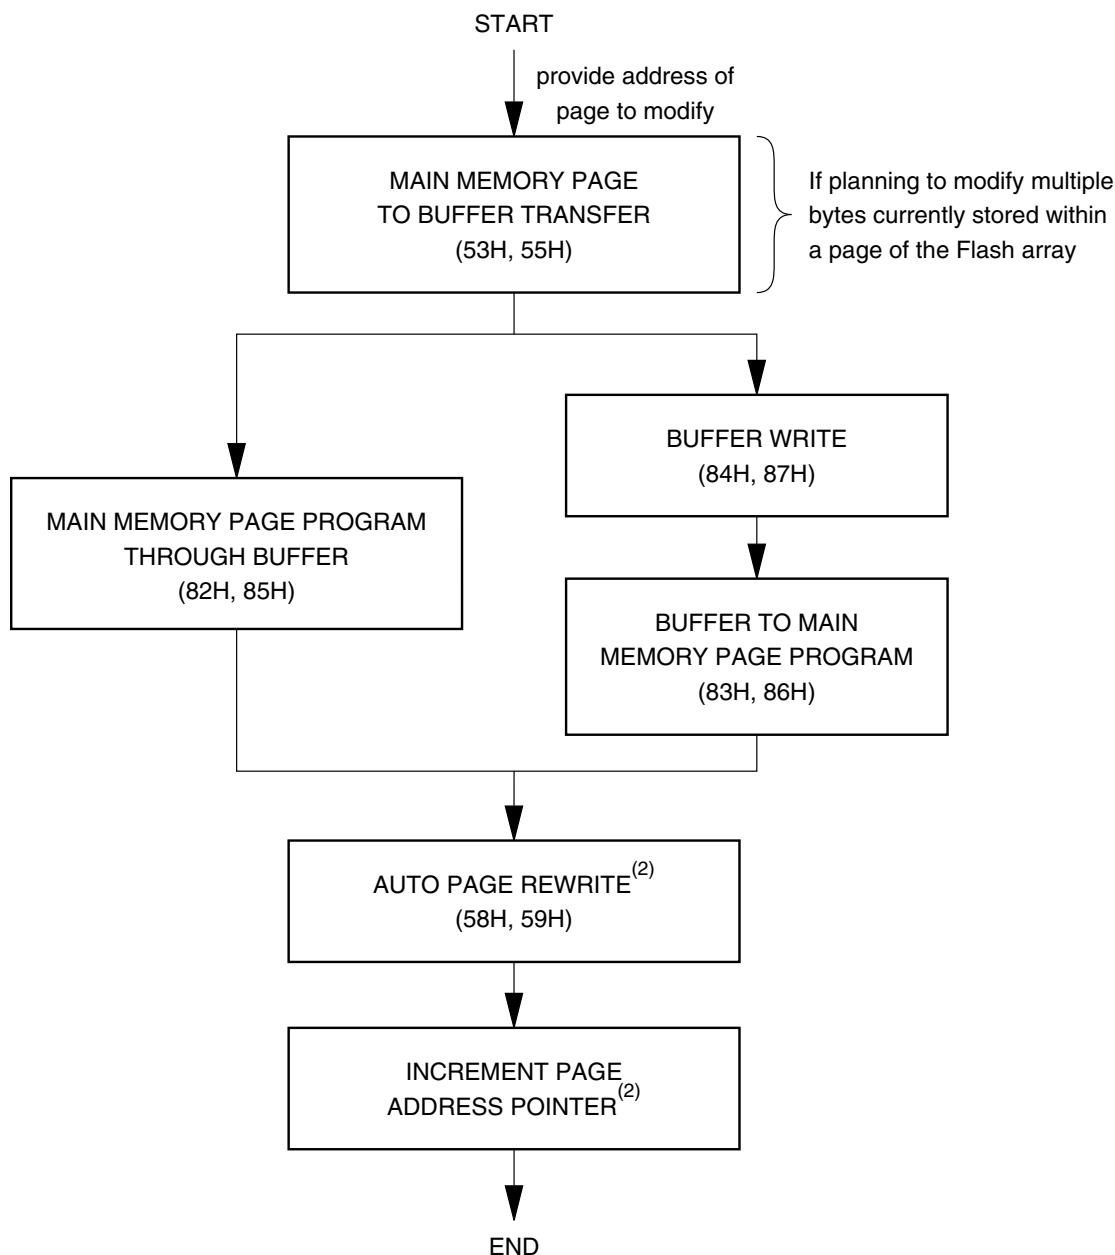 START
provide address of
page to modify
MAIN MEMORY PAGE
TO BUFFER TRANSFER
(53H, 55H)
If planning to modify multiple
bytes currently stored within
a page of the Flash array
MAIN MEMORY PAGE PROGRAM
THROUGH BUFFER
(82H, 85H)
BUFFER WRITE
(84H, 87H)
BUFFER TO MAIN
MEMORY PAGE PROGRAM
(83H, 86H)
AUTO PAGE REWRITE(2)
(58H, 59H)
INCREMENT PAGE
ADDRESS POINTER(2)
END